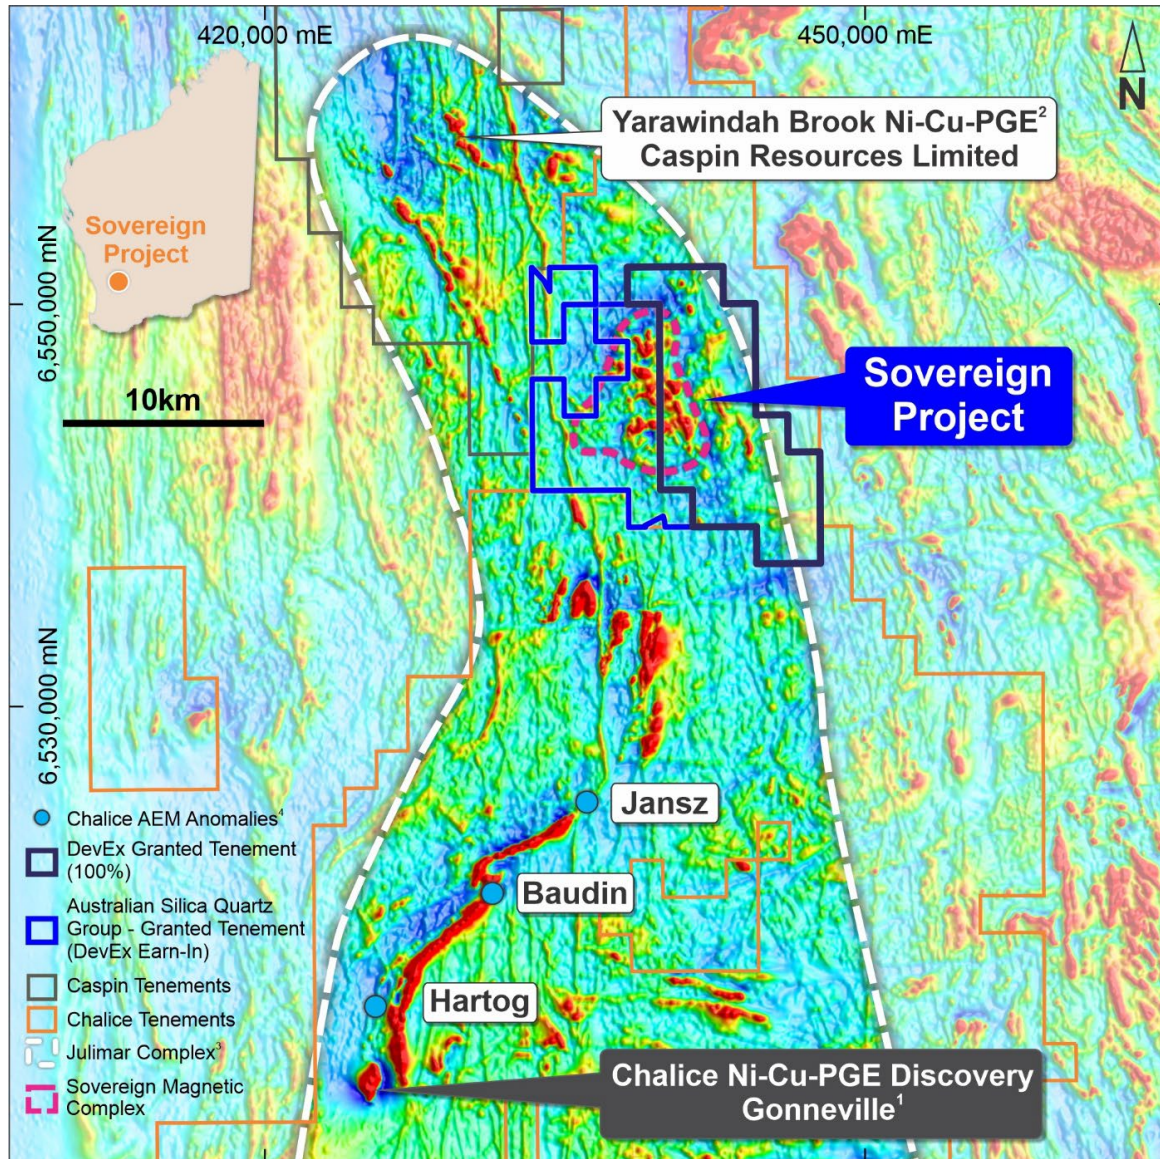 420,000 mE
450,000 mE
N
Yarawindah Brook Ni-Cu-PGE²
Caspin Resources Limited
Sovereign
Project
6,550,000 mN
10km
Sovereign
Project
6,530,000 mN
Jansz
Baudin
Hartog
Chalice AEM Anomalies⁴
DevEx Granted Tenement
(100%)
Australian Silica Quartz
Group - Granted Tenement
(DevEx Earn-In)
Caspin Tenements
Chalice Tenements
Julimar Complex³
Sovereign Magnetic
Complex
Chalice Ni-Cu-PGE Discovery
Gonneville¹